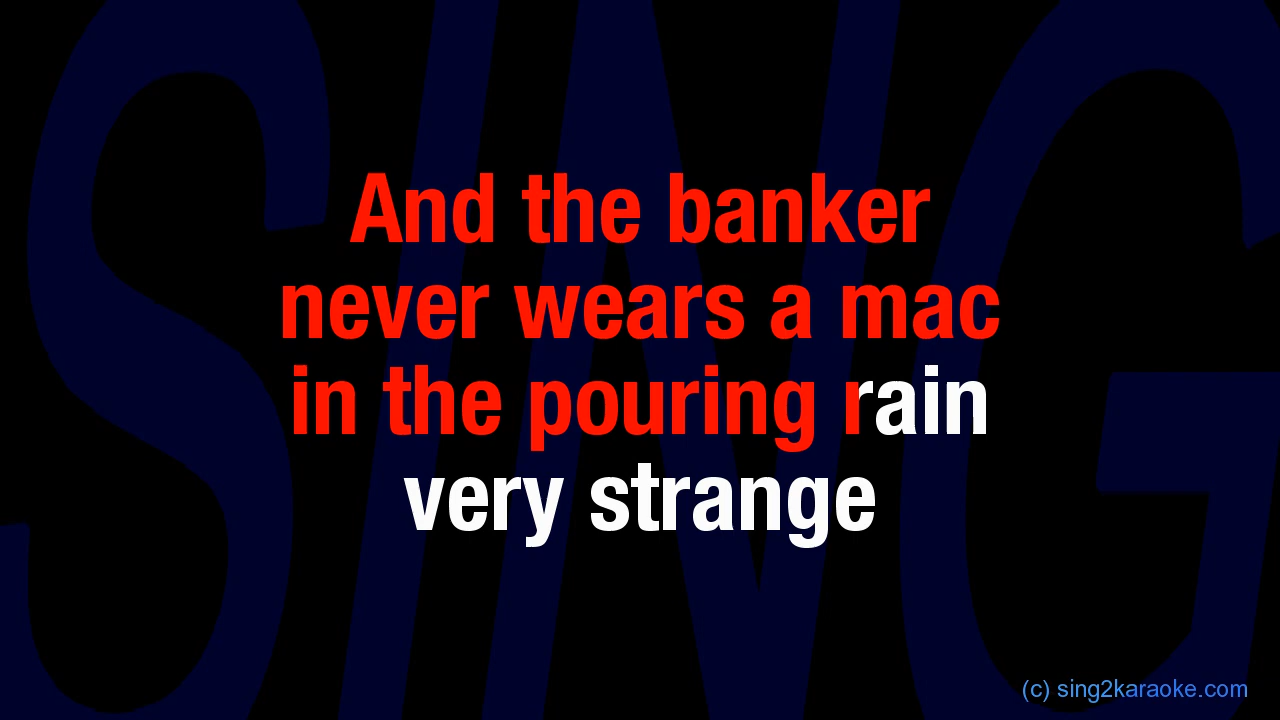 SING
And the banker
never wears a mac
in the pouring rain
very strange
(c) sing2karaoke.com